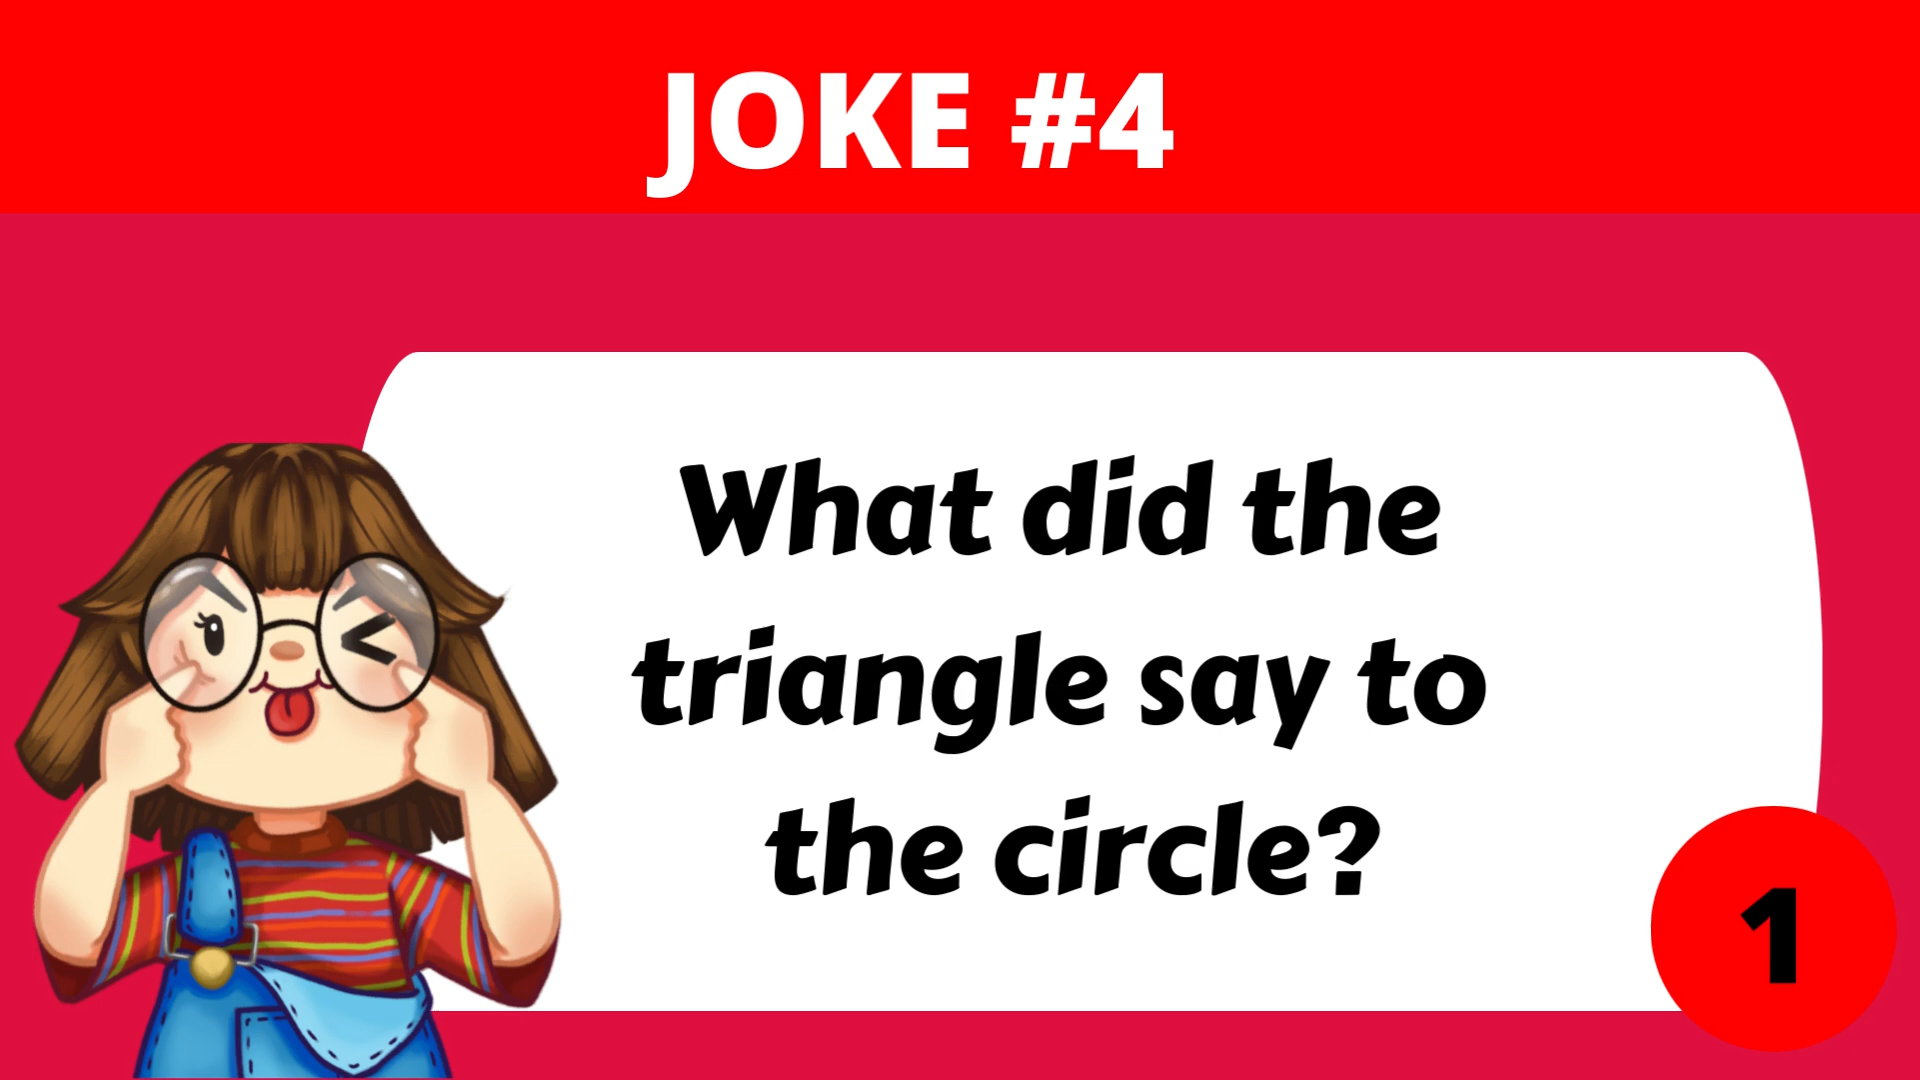 JOKE #4
What did the
triangle say to
the circle?
1